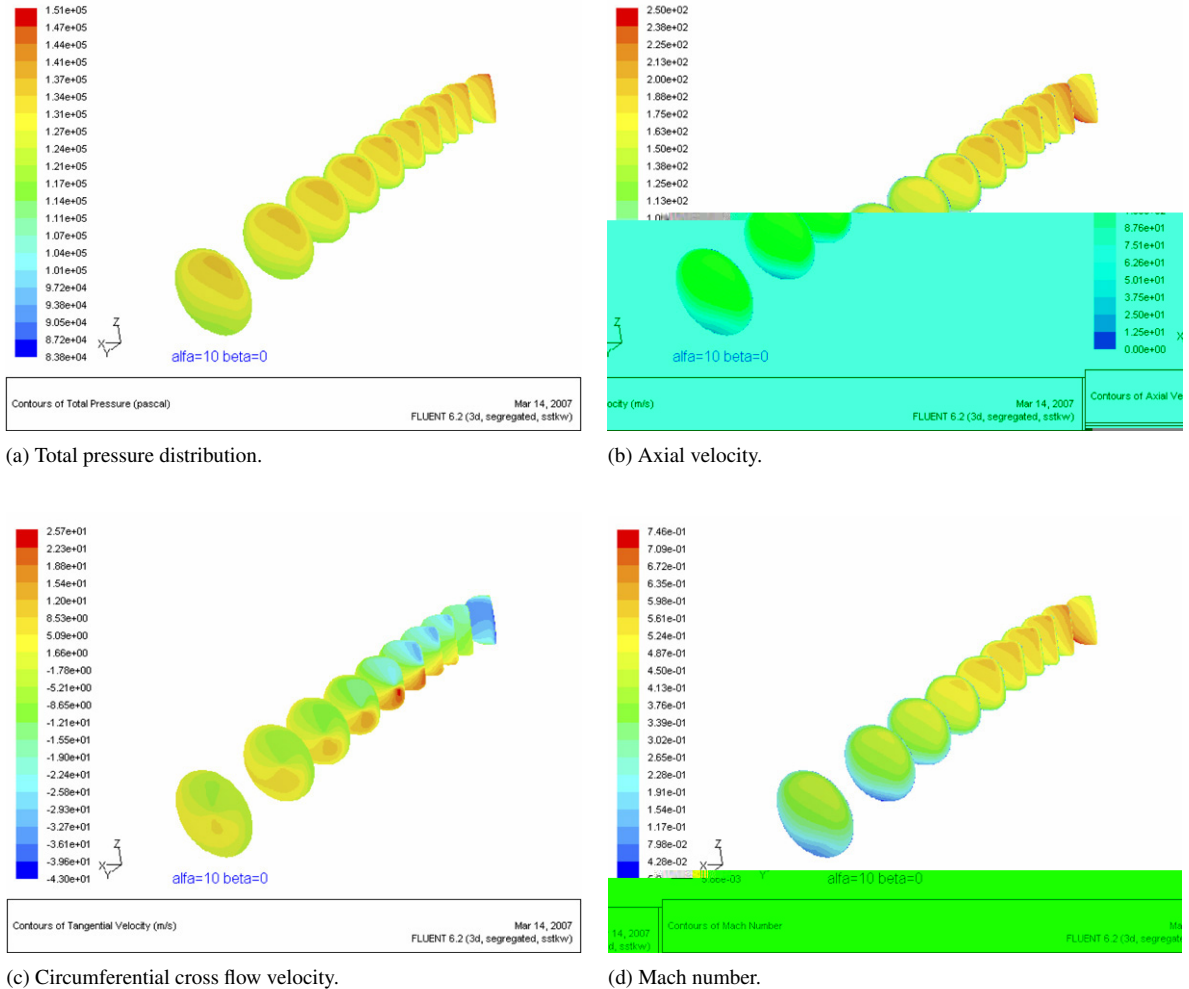 1.51e+05
1.47e+05
1.44e+05
1.41e+05
1.37e+05
1.34e+05
1.31e+05
1.27e+05
1.24e+05
1.21e+05
1.17e+05
1.14e+05
1.11e+05
1.07e+05
1.04e+05
1.01e+05
9.72e+04
9.38e+04
9.05e+04
8.72e+04
8.38e+04
Z
X
Y
alfa=10 beta=0
Contours of Total Pressure (pascal)
Mar 14, 2007
FLUENT 6.2 (3d, segregated, sstkw)
(a) Total pressure distribution.
2.50e+02
2.38e+02
2.25e+02
2.13e+02
2.00e+02
1.88e+02
1.75e+02
1.63e+02
1.50e+02
1.38e+02
1.25e+02
1.13e+02
8.76e+01
7.51e+01
6.26e+01
5.01e+01
3.75e+01
2.50e+01
1.25e+01
0.00e+00
Z
X
Y
X
alfa=10 beta=0
ocity (m/s)
Mar 14, 2007
FLUENT 6.2 (3d, segregated, sstkw)
Contours of Axial Ve
(b) Axial velocity.
2.57e+01
2.23e+01
1.88e+01
1.54e+01
1.20e+01
8.53e+00
5.09e+00
1.66e+00
-1.78e+00
-5.21e+00
-8.65e+00
-1.21e+01
-1.55e+01
-1.90e+01
-2.24e+01
-2.58e+01
-2.93e+01
-3.27e+01
-3.61e+01
-3.96e+01
-4.30e+01
Z
X
Y
alfa=10 beta=0
Contours of Tangential Velocity (m/s)
Mar 14, 2007
FLUENT 6.2 (3d, segregated, sstkw)
(c) Circumferential cross flow velocity.
7.46e-01
7.09e-01
6.72e-01
6.35e-01
5.98e-01
5.61e-01
5.24e-01
4.87e-01
4.50e-01
4.13e-01
3.76e-01
3.39e-01
3.02e-01
2.65e-01
2.28e-01
1.91e-01
1.54e-01
1.17e-01
7.98e-02
4.28e-02
Z
X
Y
alfa=10 beta=0
14, 2007
d, sstkw)
Contours of Mach Number
Ma
FLUENT 6.2 (3d, segregate
(d) Mach number.